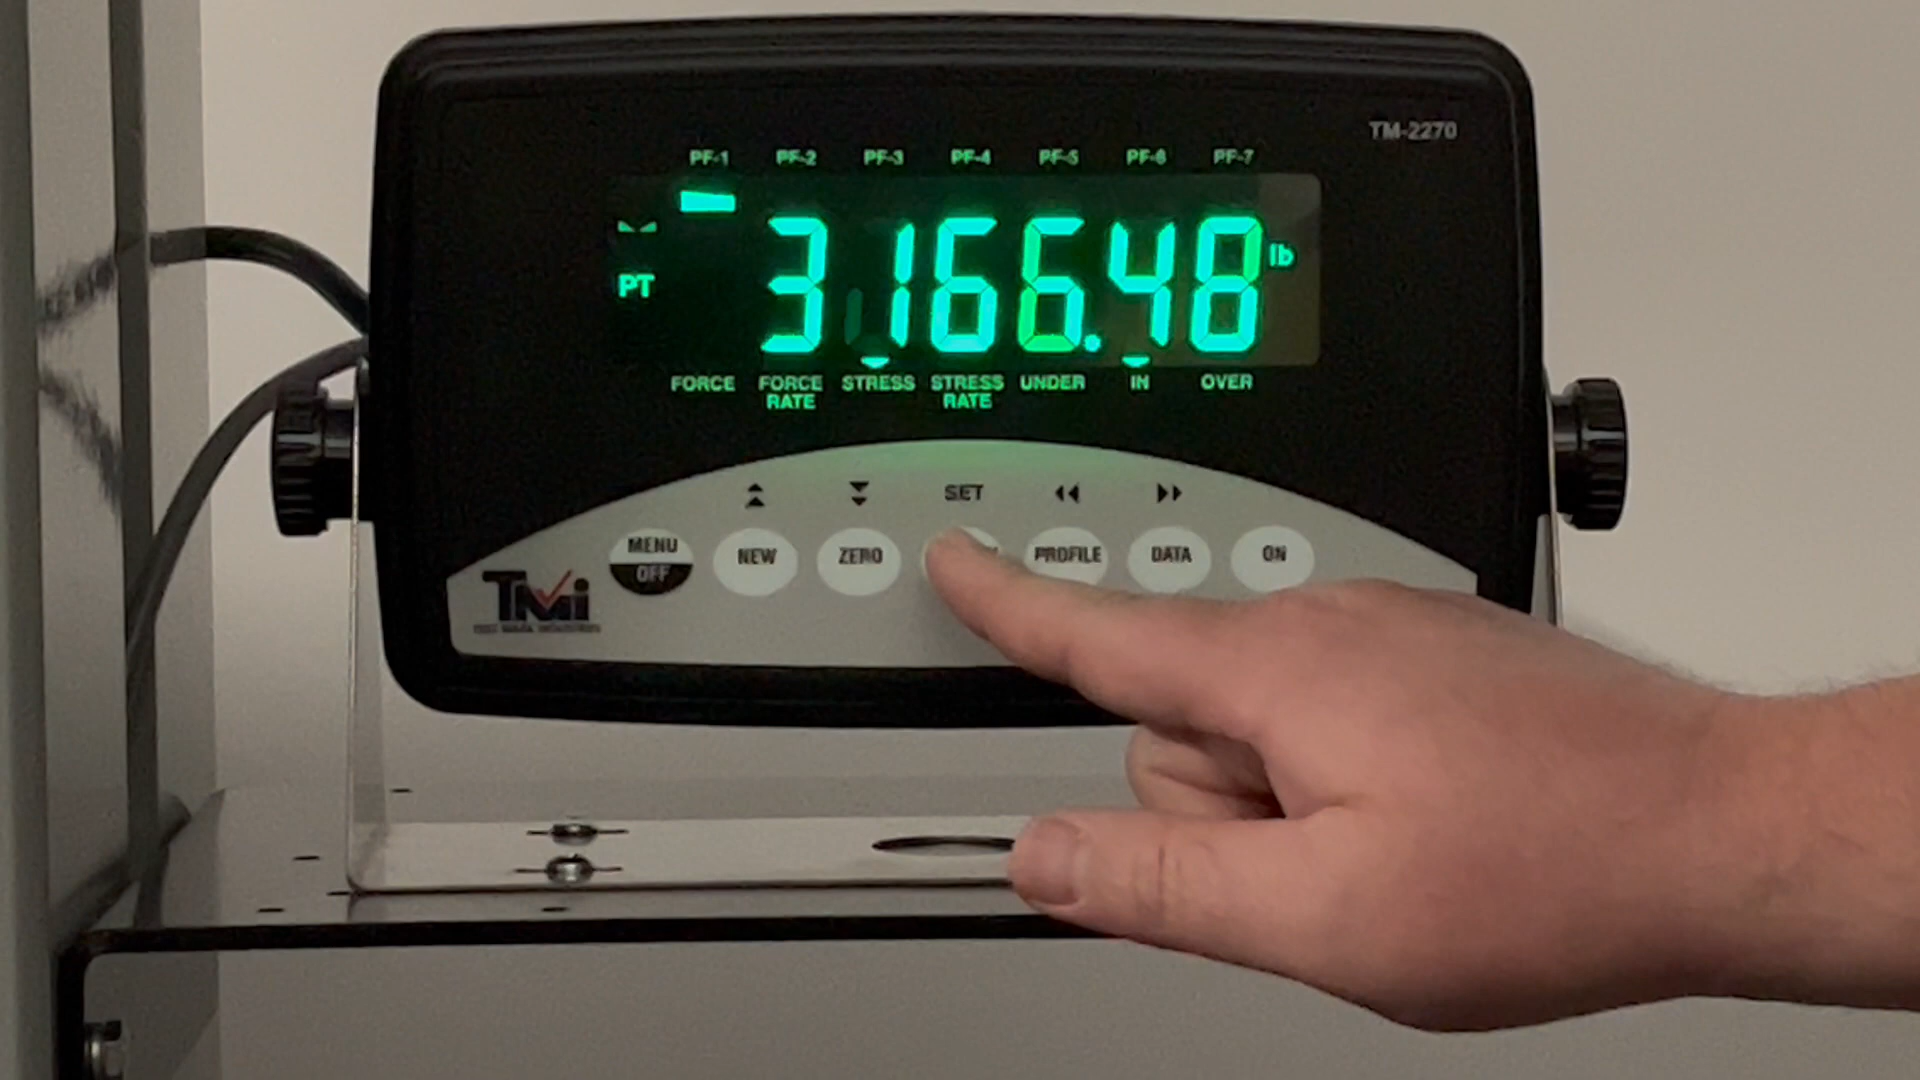 TM-2270
PF-1 PF-2 PF-3 PF-4 PF-5 PF-6 PF-7
3166.48 lb
PT
FORCE FORCE RATE STRESS STRESS RATE UNDER IN OVER
SET
MENU OFF NEW ZERO PROFILE DATA ON
TMi